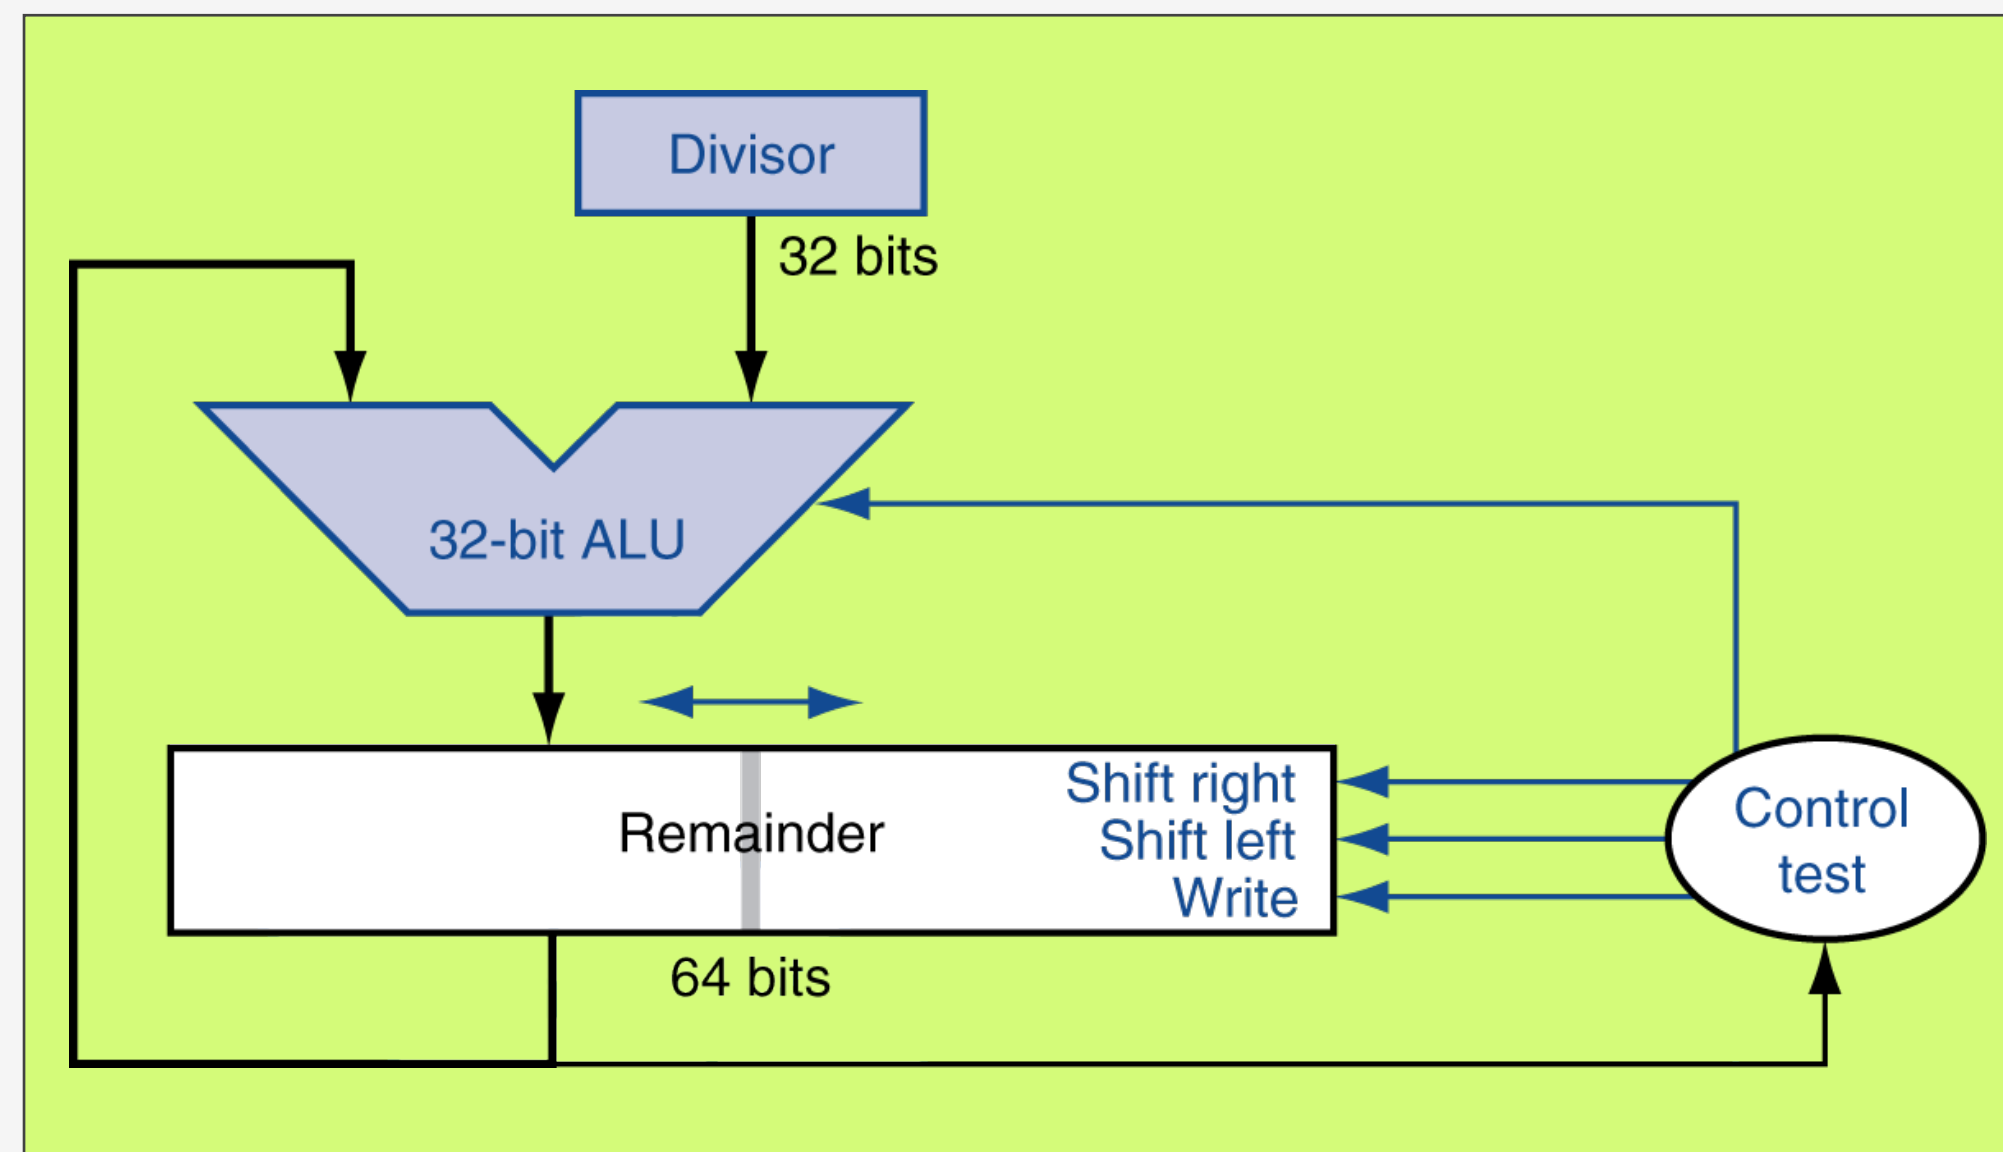 Divisor
32 bits
32-bit ALU
Remainder
Shift right
Shift left
Write
Control
test
64 bits